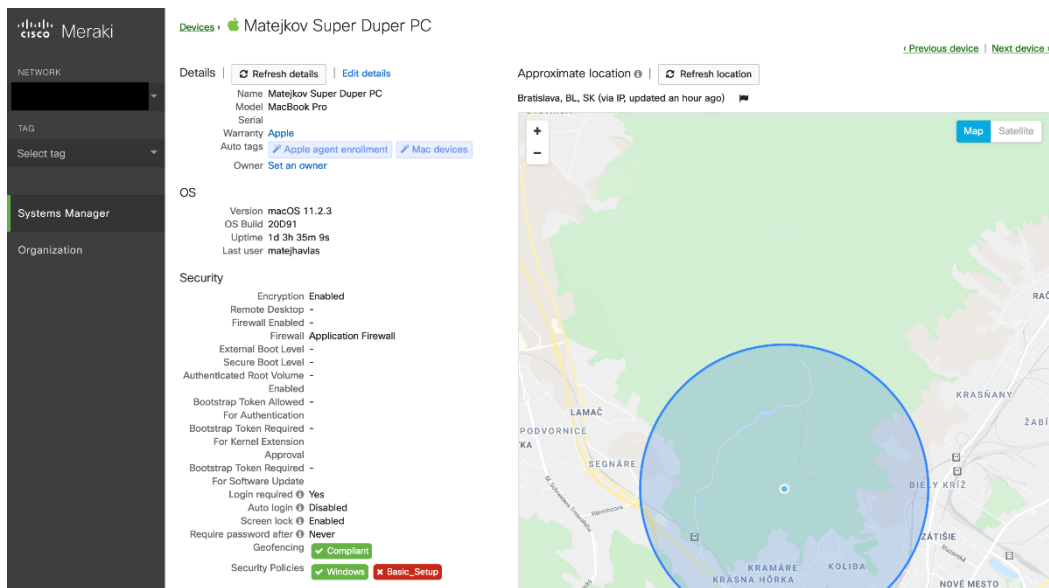 cisco Meraki
NETWORK
TAG
Select tag
Systems Manager
Organization
Devices › Matejkov Super Duper PC
‹ Previous device | Next device ›
Details | Refresh details | Edit details
Name Matejkov Super Duper PC
Model MacBook Pro
Serial
Warranty Apple
Auto tags Apple agent enrollment Mac devices
Owner Set an owner
OS
Version macOS 11.2.3
OS Build 20D91
Uptime 1d 3h 35m 9s
Last user matejhavlas
Security
Encryption Enabled
Remote Desktop -
Firewall Enabled -
Firewall Application Firewall
External Boot Level -
Secure Boot Level -
Authenticated Root Volume -
Enabled
Bootstrap Token Allowed -
For Authentication
Bootstrap Token Required -
For Kernel Extension
Approval
Bootstrap Token Required -
For Software Update
Login required Yes
Auto login Disabled
Screen lock Enabled
Require password after Never
Geofencing Compliant
Security Policies Windows Basic_Setup
Approximate location | Refresh location
Bratislava, BL, SK (via IP, updated an hour ago)
+
−
Map Satellite
RAČ
KRASŇANY
LAMAČ
ŽABÍ
PODVORNICE
KA
SEGNÁRE
BIELY KRÍŽ
Harmincova
ZÁTIŠIE
Račianska
KRAMÁRE
KOLIBA
KRÁSNA HÔRKA
NOVÉ MESTO